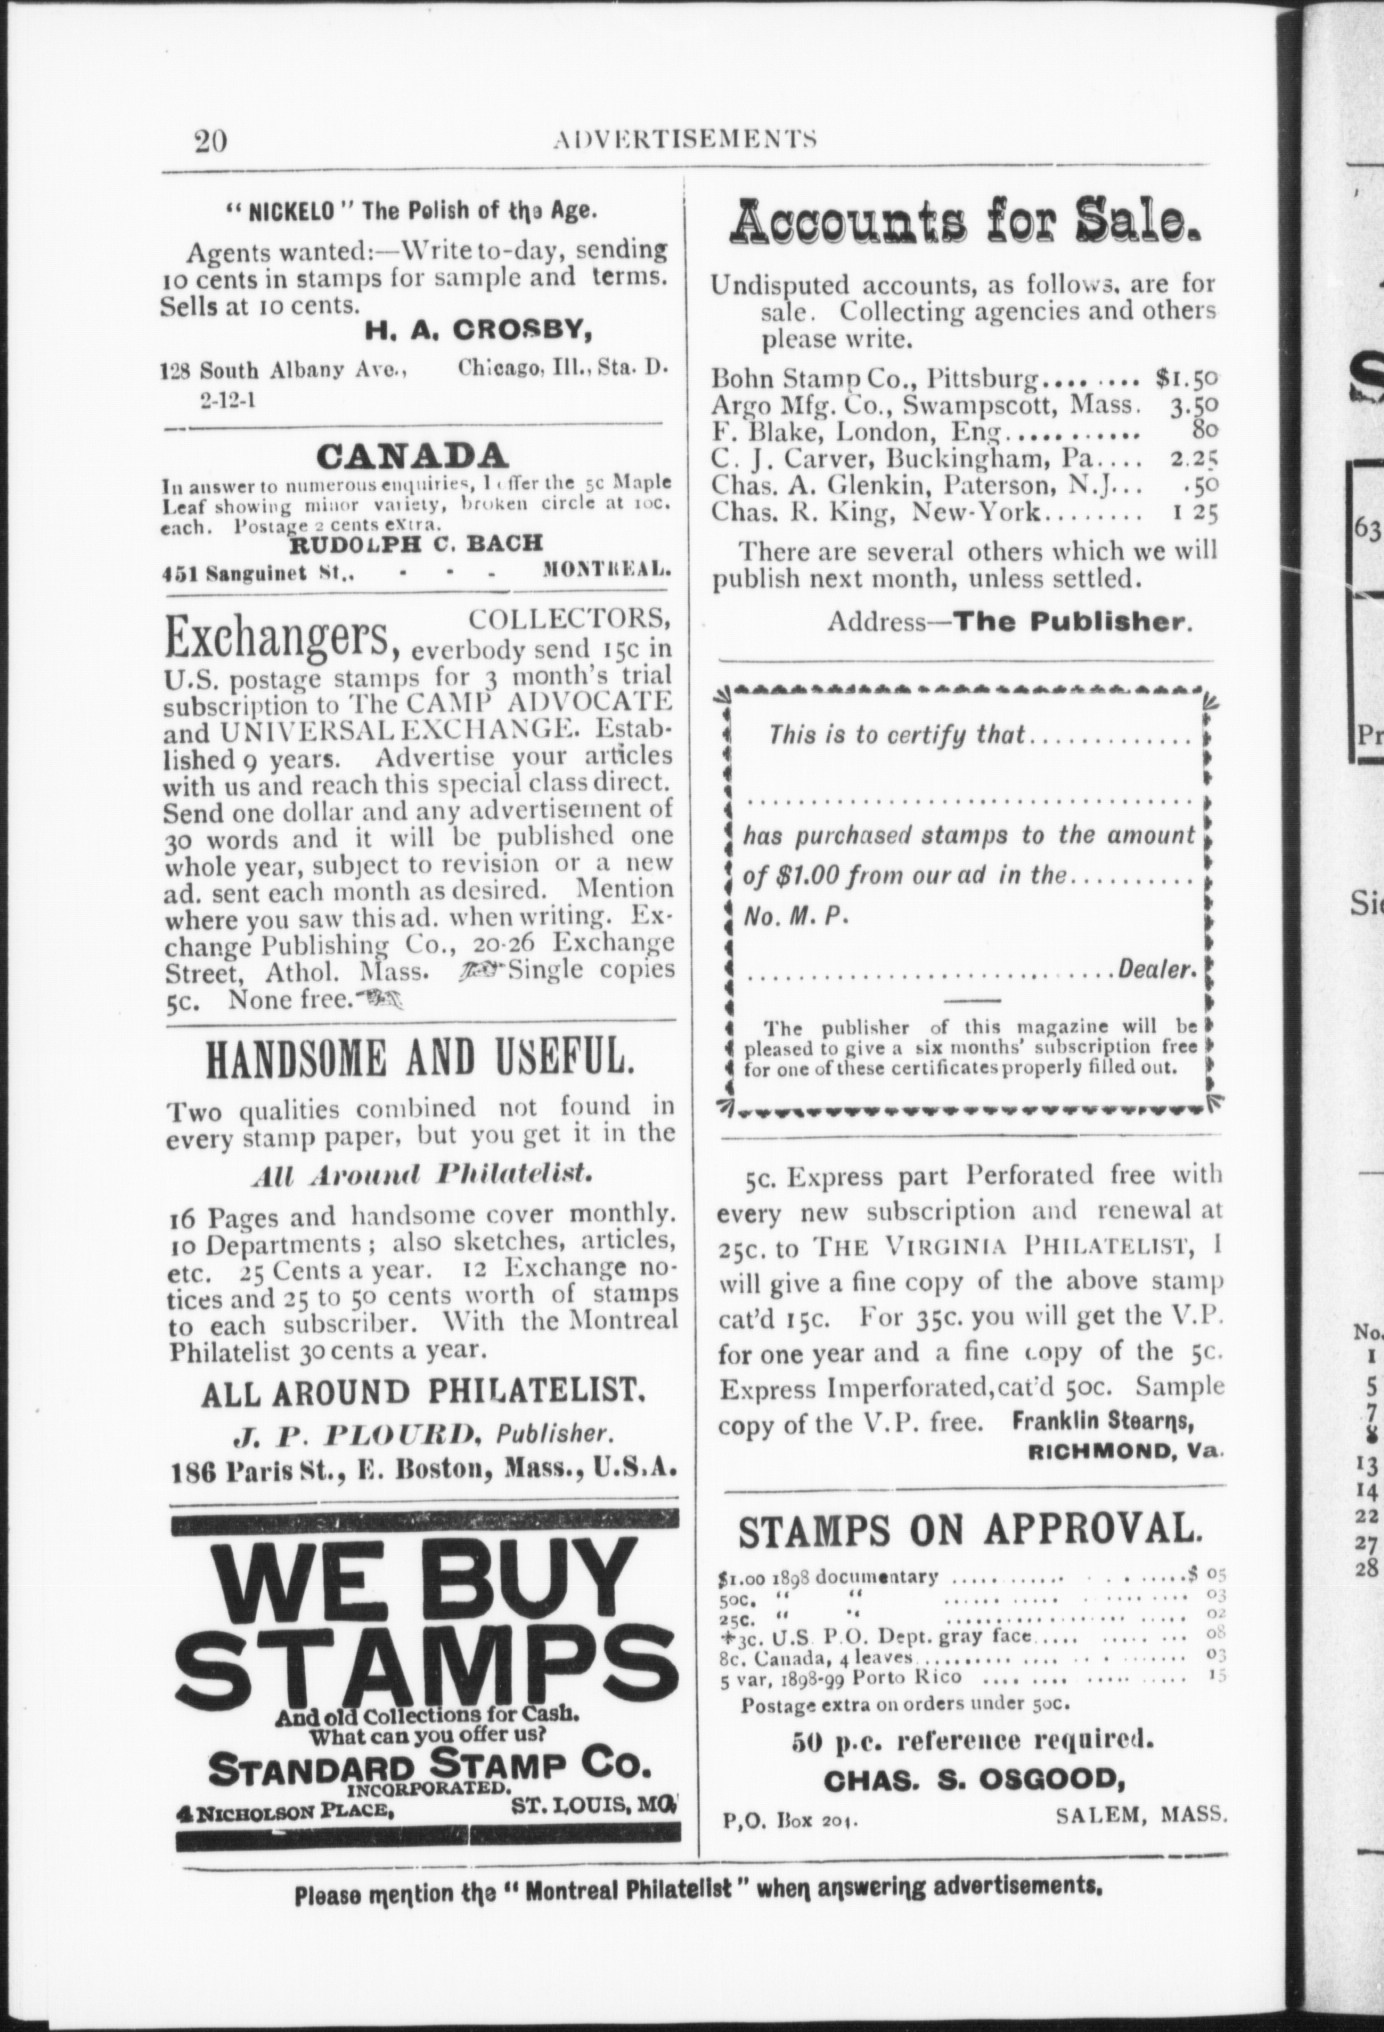 20
ADVERTISEMENTS
“ NICKELO ” The Polish of the Age.
Agents wanted:—Write to-day, sending
10 cents in stamps for sample and terms.
Sells at 10 cents.
H. A. CROSBY,
128 South Albany Ave., Chicago, Ill., Sta. D.
2-12-1
CANADA
In answer to numerous enquiries, I offer the 5c Maple
Leaf showing minor variety, broken circle at 10c.
each. Postage 2 cents extra.
RUDOLPH C. BACH
451 Sanguinet St., - - - MONTREAL.
Exchangers, COLLECTORS,
everbody send 15c in
U.S. postage stamps for 3 month's trial
subscription to The CAMP ADVOCATE
and UNIVERSAL EXCHANGE. Estab-
lished 9 years. Advertise your articles
with us and reach this special class direct.
Send one dollar and any advertisement of
30 words and it will be published one
whole year, subject to revision or a new
ad. sent each month as desired. Mention
where you saw this ad. when writing. Ex-
change Publishing Co., 20-26 Exchange
Street, Athol. Mass. Single copies
5c. None free.
HANDSOME AND USEFUL.
Two qualities combined not found in
every stamp paper, but you get it in the
All Around Philatelist.
16 Pages and handsome cover monthly.
10 Departments ; also sketches, articles,
etc. 25 Cents a year. 12 Exchange no-
tices and 25 to 50 cents worth of stamps
to each subscriber. With the Montreal
Philatelist 30 cents a year.
ALL AROUND PHILATELIST.
J. P. PLOURD, Publisher.
186 Paris St., E. Boston, Mass., U.S.A.
WE BUY
STAMPS
And old Collections for Cash.
What can you offer us?
STANDARD STAMP CO.
INCORPORATED.
4 NICHOLSON PLACE, ST. LOUIS, MO.
Accounts for Sale.
Undisputed accounts, as follows, are for
sale. Collecting agencies and others
please write.
Bohn Stamp Co., Pittsburg........ $1.50
Argo Mfg. Co., Swampscott, Mass. 3.50
F. Blake, London, Eng........... 80
C. J. Carver, Buckingham, Pa.... 2.25
Chas. A. Glenkin, Paterson, N.J... .50
Chas. R. King, New-York........ 1 25
There are several others which we will
publish next month, unless settled.
Address—The Publisher.
This is to certify that.............
...................................
has purchased stamps to the amount
of $1.00 from our ad in the..........
No. M. P.
.............................Dealer.
The publisher of this magazine will be
pleased to give a six months' subscription free
for one of these certificates properly filled out.
5c. Express part Perforated free with
every new subscription and renewal at
25c. to THE VIRGINIA PHILATELIST, I
will give a fine copy of the above stamp
cat'd 15c. For 35c. you will get the V.P.
for one year and a fine copy of the 5c.
Express Imperforated, cat'd 50c. Sample
copy of the V.P. free. Franklin Stearns,
RICHMOND, Va.
STAMPS ON APPROVAL.
$1.00 1898 documentary ....................$ 05
50c. “ “ .................... 03
25c. “ “ .................... 02
+3c. U.S. P.O. Dept. gray face................ 08
8c. Canada, 4 leaves.................... 03
5 var, 1898-99 Porto Rico .................... 15
Postage extra on orders under 50c.
50 p.c. reference required.
CHAS. S. OSGOOD,
P,O. Box 204. SALEM, MASS.
Please mention the “ Montreal Philatelist ” when answering advertisements.
63
Pr
Sic
No.
1
5
7
8
13
14
22
27
28